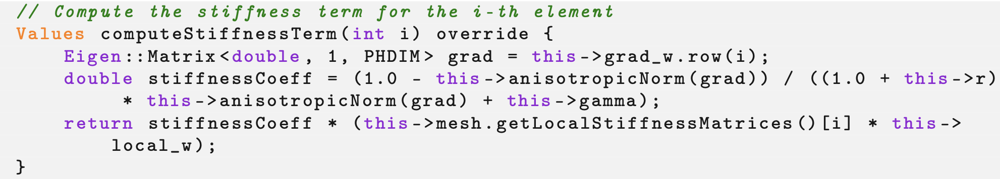 // Compute the stiffness term for the i-th element
Values computeStiffnessTerm(int i) override {
    Eigen::Matrix<double, 1, PHDIM> grad = this->grad_w.row(i);
    double stiffnessCoeff = (1.0 - this->anisotropicNorm(grad)) / ((1.0 + this->r)
        * this->anisotropicNorm(grad) + this->gamma);
    return stiffnessCoeff * (this->mesh.getLocalStiffnessMatrices()[i] * this->
        local_w);
}